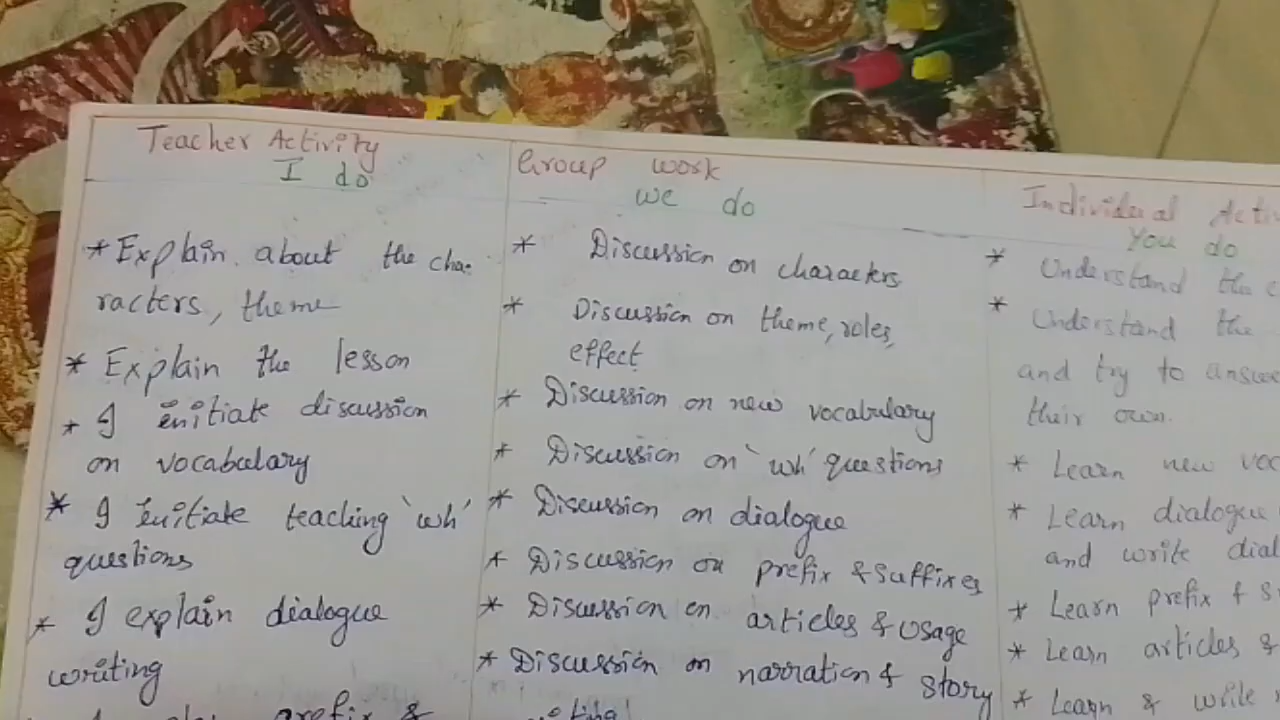 Teacher Activity
I do
* Explain about the cha-
racters, theme
* Explain the lesson
* I initiate discussion
on vocabulary
* I initiate teaching 'wh'
questions
* I explain dialogue
writing
prefix &
Group work
we do
* Discussion on characters
* Discussion on theme, roles,
effect
* Discussion on new vocabulary
* Discussion on 'wh' questions
* Discussion on dialogue
* Discussion on prefix & suffixes
* Discussion on articles & usage
* Discussion on narration & story
Individual
You do
* Understand the
* Understand the
and try to answer
their own.
* Learn new
* Learn dialogue
and write
* Learn prefix &
* Learn articles &
* Learn & write